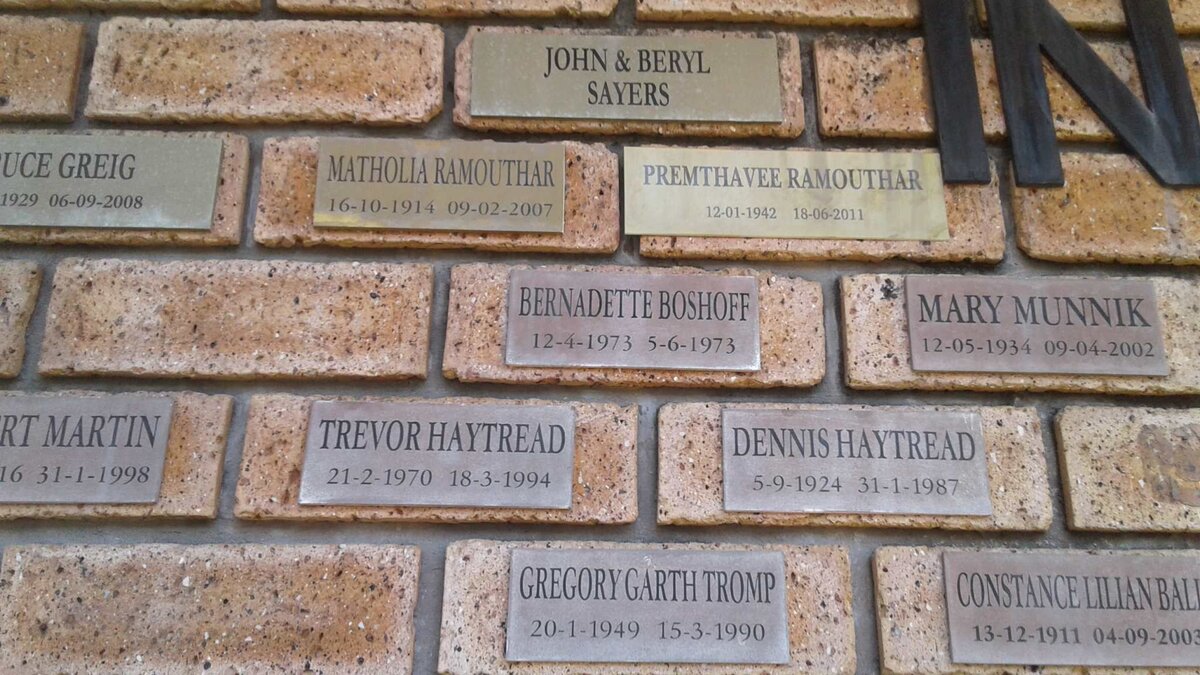 JOHN & BERYL
SAYERS
UCE GREIG
1929 06-09-2008
MATHOLIA RAMOUTHAR
16-10-1914 09-02-2007
PREMTHAVEE RAMOUTHAR
12-01-1942 18-06-2011
BERNADETTE BOSHOFF
12-4-1973 5-6-1973
MARY MUNNIK
12-05-1934 09-04-2002
RT MARTIN
16 31-1-1998
TREVOR HAYTREAD
21-2-1970 18-3-1994
DENNIS HAYTREAD
5-9-1924 31-1-1987
GREGORY GARTH TROMP
20-1-1949 15-3-1990
CONSTANCE LILIAN BALL
13-12-1911 04-09-2003